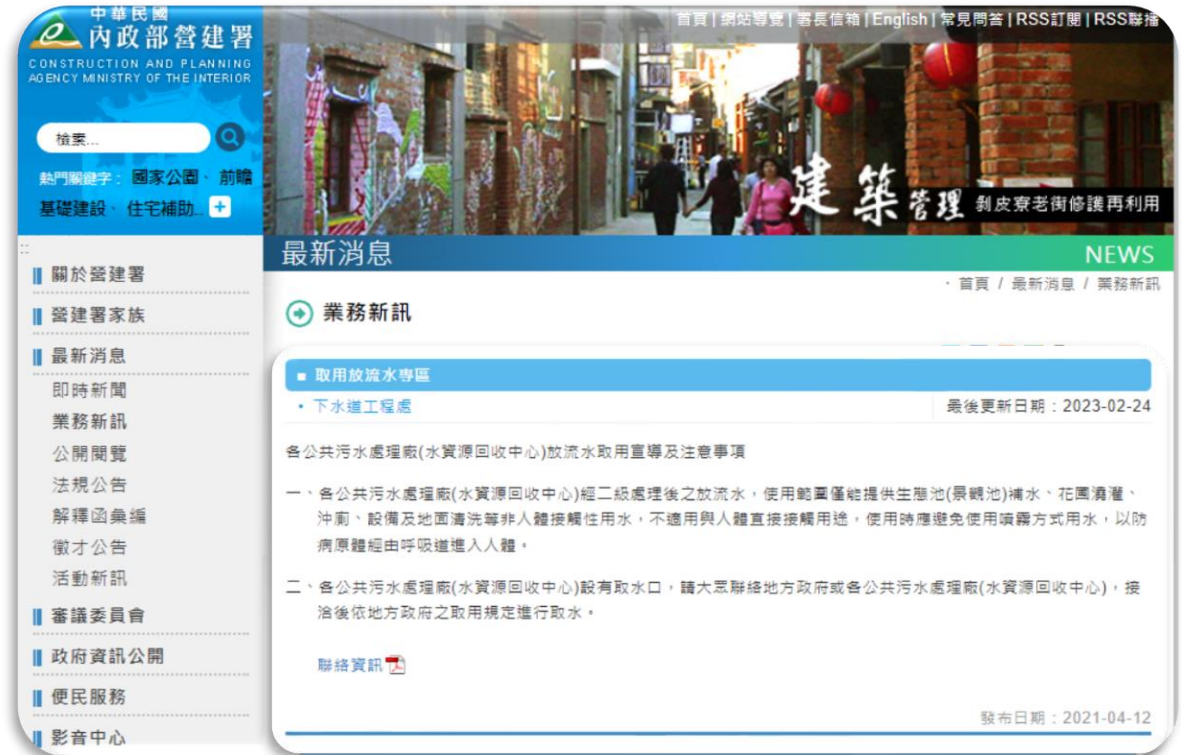 中華民國
內政部營建署
CONSTRUCTION AND PLANNING
AGENCY MINISTRY OF THE INTERIOR
檢索...
熱門關鍵字： 國家公園、 前瞻
基礎建設、 住宅補助...
首頁 | 網站導覽 | 署長信箱 | English | 常見問答 | RSS訂閱 | RSS聯播
建築管理 剝皮寮老街修護再利用
關於營建署
營建署家族
最新消息
即時新聞
業務新訊
公開閱覽
法規公告
解釋函彙編
徵才公告
活動新訊
審議委員會
政府資訊公開
便民服務
影音中心
最新消息 NEWS
首頁 / 最新消息 / 業務新訊
業務新訊
取用放流水專區
下水道工程處 最後更新日期：2023-02-24
各公共污水處理廠(水資源回收中心)放流水取用宣導及注意事項
一、各公共污水處理廠(水資源回收中心)經二級處理後之放流水，使用範圍僅能提供生態池(景觀池)補水、花園澆灌、
沖廁、設備及地面清洗等非人體接觸性用水，不適用與人體直接接觸用途，使用時應避免使用噴霧方式用水，以防
病原體經由呼吸道進入人體。
二、各公共污水處理廠(水資源回收中心)設有取水口，請大眾聯絡地方政府或各公共污水處理廠(水資源回收中心)，接
洽後依地方政府之取用規定進行取水。
聯絡資訊
發布日期：2021-04-12